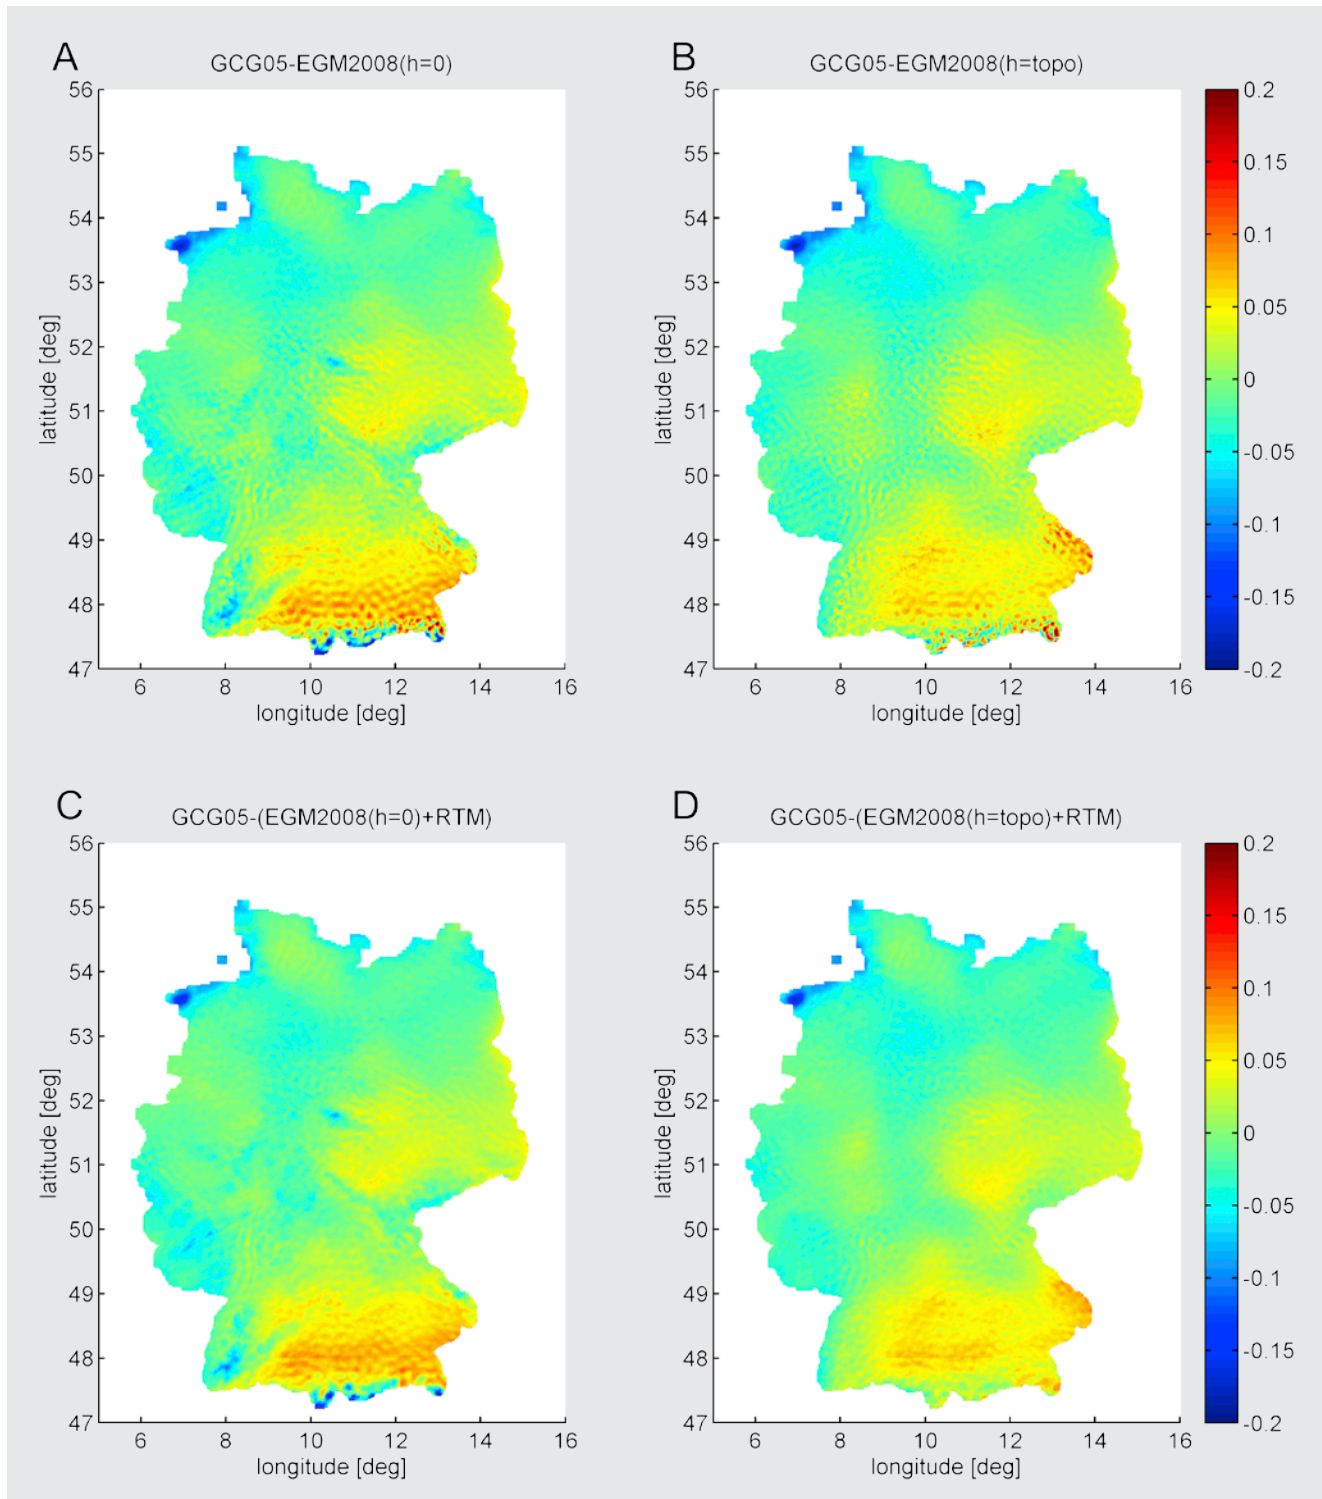 A
GCG05-EGM2008(h=0)
56
55
54
53
52
51
50
49
48
47
latitude [deg]
6 8 10 12 14 16
longitude [deg]
B
GCG05-EGM2008(h=topo)
56
55
54
53
52
51
50
49
48
47
latitude [deg]
6 8 10 12 14 16
longitude [deg]
0.2
0.15
0.1
0.05
0
-0.05
-0.1
-0.15
-0.2
C
GCG05-(EGM2008(h=0)+RTM)
56
55
54
53
52
51
50
49
48
47
latitude [deg]
6 8 10 12 14 16
longitude [deg]
D
GCG05-(EGM2008(h=topo)+RTM)
56
55
54
53
52
51
50
49
48
47
latitude [deg]
6 8 10 12 14 16
longitude [deg]
0.2
0.15
0.1
0.05
0
-0.05
-0.1
-0.15
-0.2